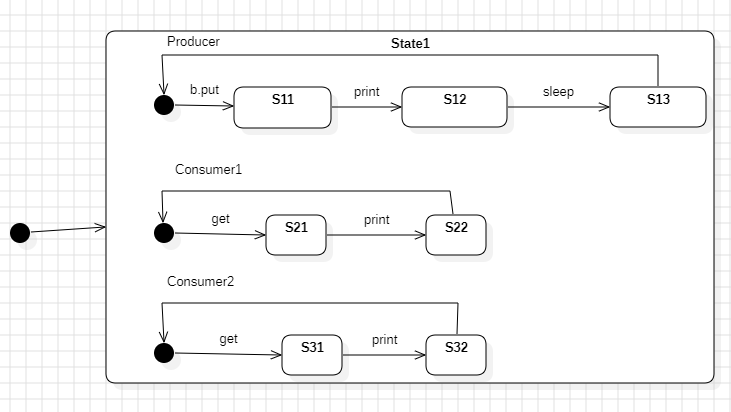 Producer
State1
b.put
S11
print
S12
sleep
S13
Consumer1
get
S21
print
S22
Consumer2
get
S31
print
S32